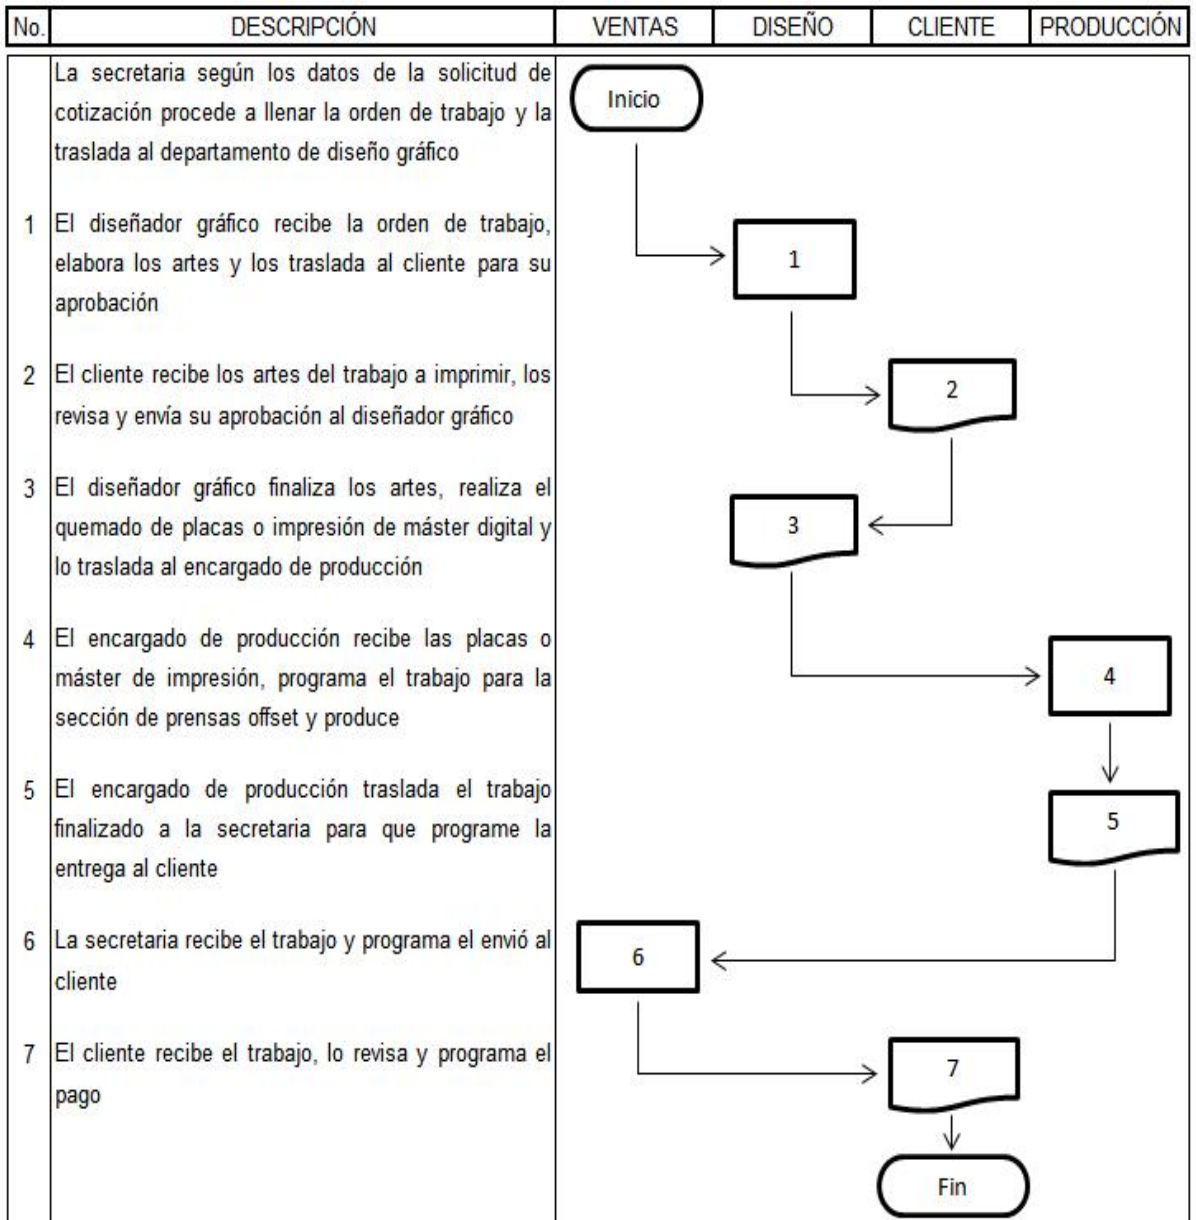 No. DESCRIPCIÓN VENTAS DISEÑO CLIENTE PRODUCCIÓN
La secretaria según los datos de la solicitud de
cotización procede a llenar la orden de trabajo y la
traslada al departamento de diseño gráfico
Inicio
1 El diseñador gráfico recibe la orden de trabajo,
elabora los artes y los traslada al cliente para su
aprobación
1
2 El cliente recibe los artes del trabajo a imprimir, los
revisa y envía su aprobación al diseñador gráfico
2
3 El diseñador gráfico finaliza los artes, realiza el
quemado de placas o impresión de máster digital y
lo traslada al encargado de producción
3
4 El encargado de producción recibe las placas o
máster de impresión, programa el trabajo para la
sección de prensas offset y produce
4
5 El encargado de producción traslada el trabajo
finalizado a la secretaria para que programe la
entrega al cliente
5
6 La secretaria recibe el trabajo y programa el envió al
cliente
6
7 El cliente recibe el trabajo, lo revisa y programa el
pago
7
Fin